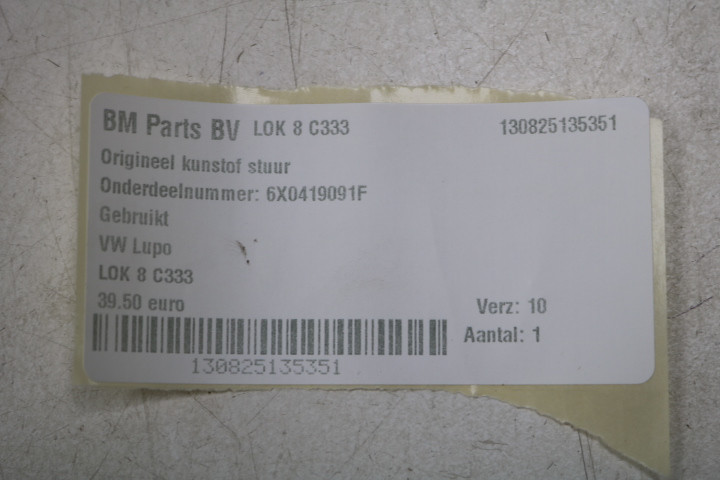 BM Parts BV LOK 8 C333 130825135351
Origineel kunstof stuur
Onderdeelnummer: 6X0419091F
Gebruikt
VW Lupo
LOK 8 C333
39.50 euro Verz: 10
Aantal: 1
130825135351